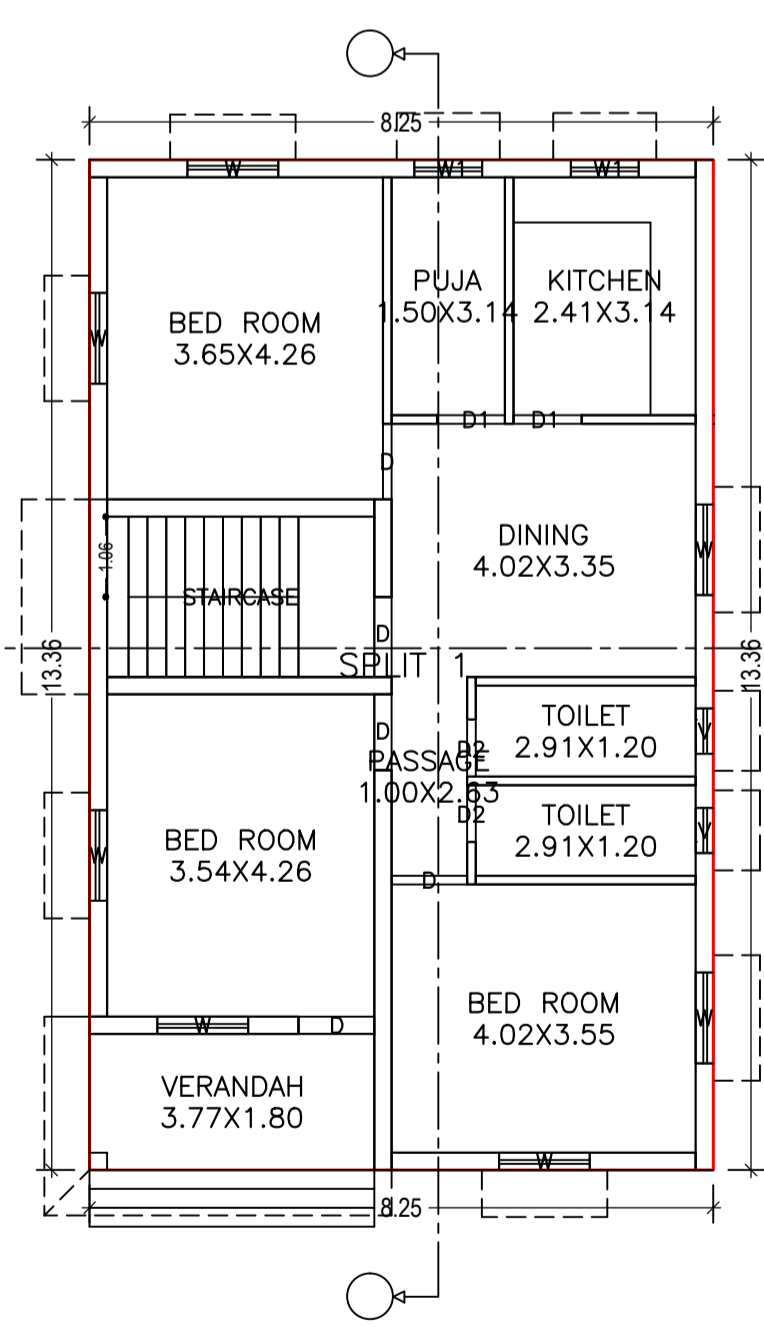 8.25
W
W1
W1
PUJA
1.50X3.14
KITCHEN
2.41X3.14
BED ROOM
3.65X4.26
W
D1
D1
D
DINING
4.02X3.35
W
1.06
STAIRCASE
D
13.36
SPLIT 1
13.36
TOILET
2.91X1.20
V
D
D2
PASSAGE
1.00X2.63
D2
TOILET
2.91X1.20
V
BED ROOM
3.54X4.26
W
D
BED ROOM
4.02X3.55
W
W
D
VERANDAH
3.77X1.80
W
8.25